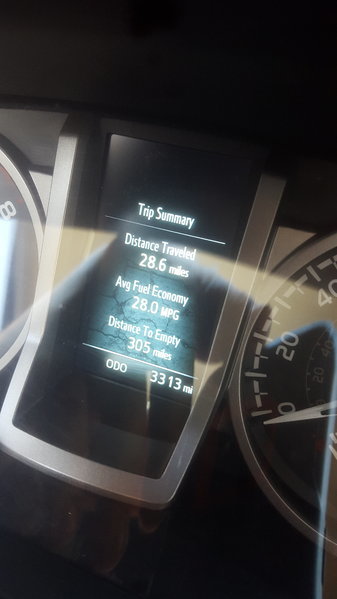 Trip Summary
Distance Traveled
28.6 miles
Avg Fuel Economy
28.0 MPG
Distance To Empty
305 miles
ODO 3313 mi
8
40
20
0